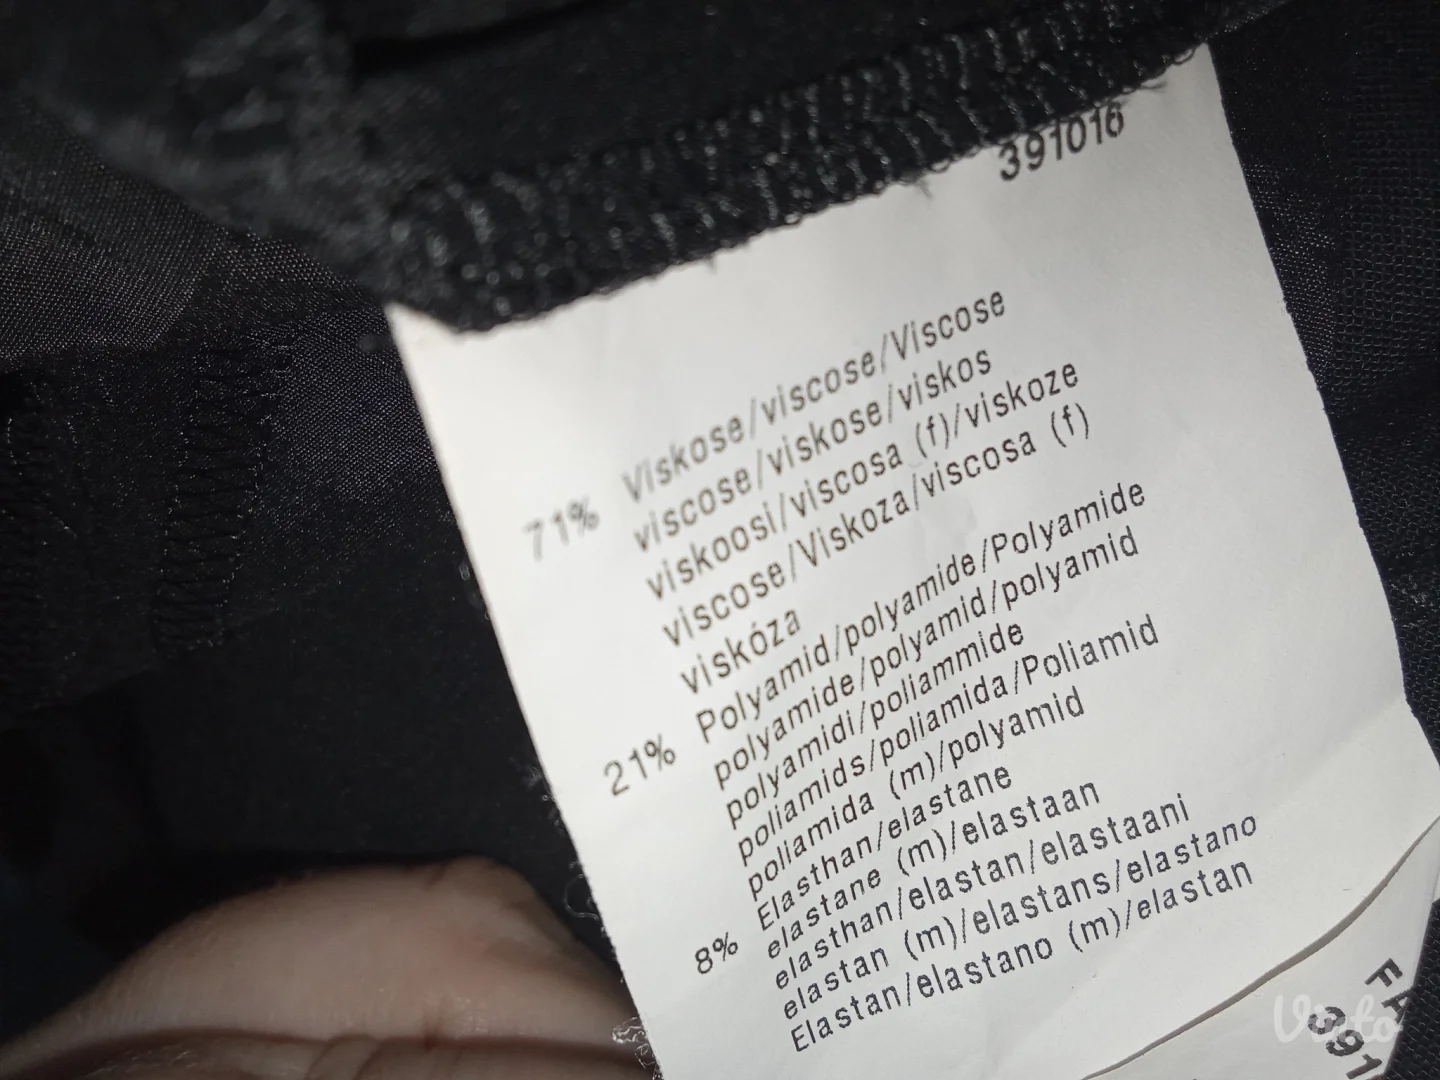 391016
71% Viskose/viscose/Viscose
viscose/viskose/viskos
viskoosi/viscosa (f)/viskoze
viscose/Viskoza/viscosa (f)
viskóza
21% Polyamid/polyamide/Polyamide
polyamide/polyamid/polyamid
polyamidi/poliammide
poliamids/poliamida/Poliamid
poliamida (m)/polyamid
8% Elasthan/elastane
elastane (m)/elastaan
elasthan/elastan/elastaani
elastan (m)/elastans/elastano
Elastan/elastano (m)/elastan
391